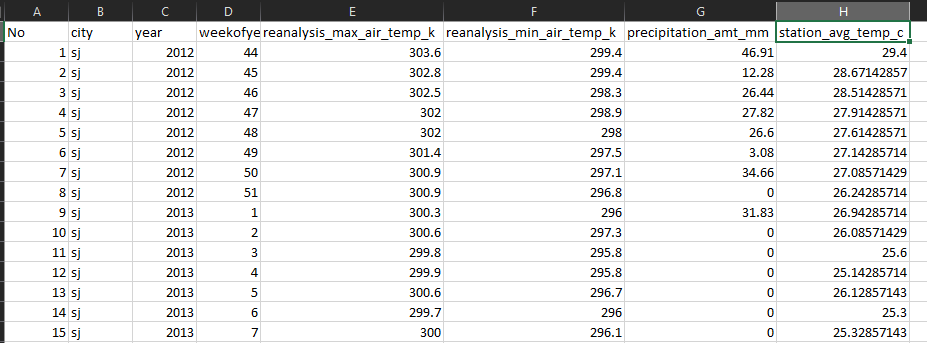 A B C D E F G H
No city year weekofye reanalysis_max_air_temp_k reanalysis_min_air_temp_k precipitation_amt_mm station_avg_temp_c
1 sj 2012 44 303.6 299.4 46.91 29.4
2 sj 2012 45 302.8 299.4 12.28 28.67142857
3 sj 2012 46 302.5 298.3 26.44 28.51428571
4 sj 2012 47 302 298.9 27.82 27.91428571
5 sj 2012 48 302 298 26.6 27.61428571
6 sj 2012 49 301.4 297.5 3.08 27.14285714
7 sj 2012 50 300.9 297.1 34.66 27.08571429
8 sj 2012 51 300.9 296.8 0 26.24285714
9 sj 2013 1 300.3 296 31.83 26.94285714
10 sj 2013 2 300.6 297.3 0 26.08571429
11 sj 2013 3 299.8 295.8 0 25.6
12 sj 2013 4 299.9 295.8 0 25.14285714
13 sj 2013 5 300.6 296.7 0 26.12857143
14 sj 2013 6 299.7 296 0 25.3
15 sj 2013 7 300 296.1 0 25.32857143